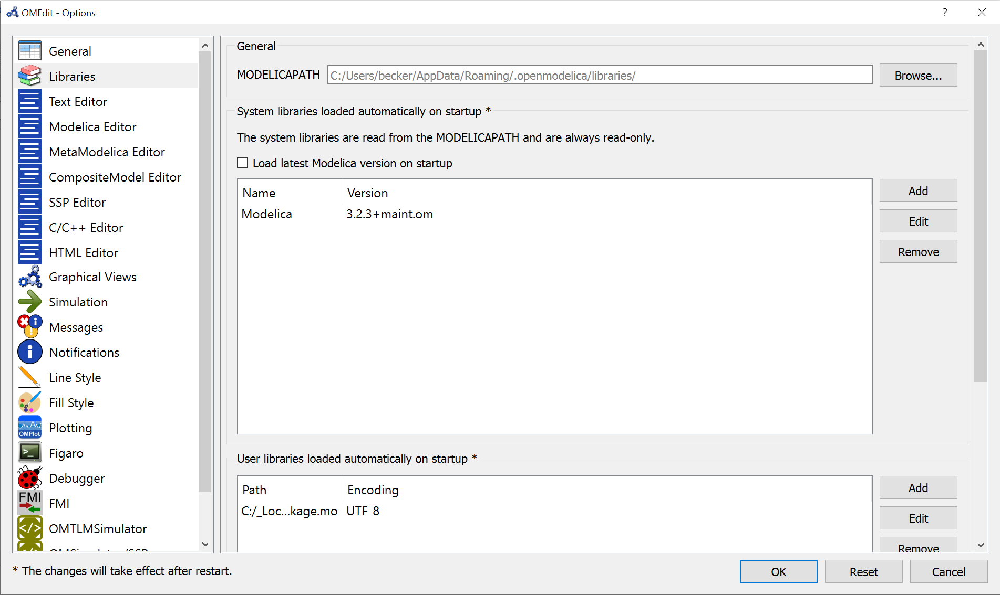 OMEdit - Options
?
General
Libraries
Text Editor
Modelica Editor
MetaModelica Editor
CompositeModel Editor
SSP Editor
C/C++ Editor
HTML Editor
Graphical Views
Simulation
Messages
Notifications
Line Style
Fill Style
OMPlot
Plotting
Figaro
Debugger
FMI
FMI
OMTLMSimulator
General
MODELICAPATH C:/Users/becker/AppData/Roaming/.openmodelica/libraries/ Browse...
System libraries loaded automatically on startup *
The system libraries are read from the MODELICAPATH and are always read-only.
Load latest Modelica version on startup
Name Version
Modelica 3.2.3+maint.om
Add
Edit
Remove
User libraries loaded automatically on startup *
Path Encoding
C:/_Loc...kage.mo UTF-8
Add
Edit
Remove
* The changes will take effect after restart.
OK Reset Cancel